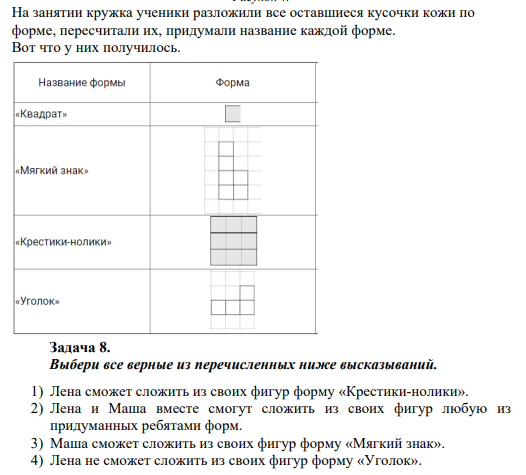 На занятии кружка ученики разложили все оставшиеся кусочки кожи по
форме, пересчитали их, придумали название каждой форме.
Вот что у них получилось.
Название формы Форма
«Квадрат»
«Мягкий знак»
«Крестики-нолики»
«Уголок»
Задача 8.
Выбери все верные из перечисленных ниже высказываний.
1) Лена сможет сложить из своих фигур форму «Крестики-нолики».
2) Лена и Маша вместе смогут сложить из своих фигур любую из
придуманных ребятами форм.
3) Маша сможет сложить из своих фигур форму «Мягкий знак».
4) Лена не сможет сложить из своих фигур форму «Уголок».